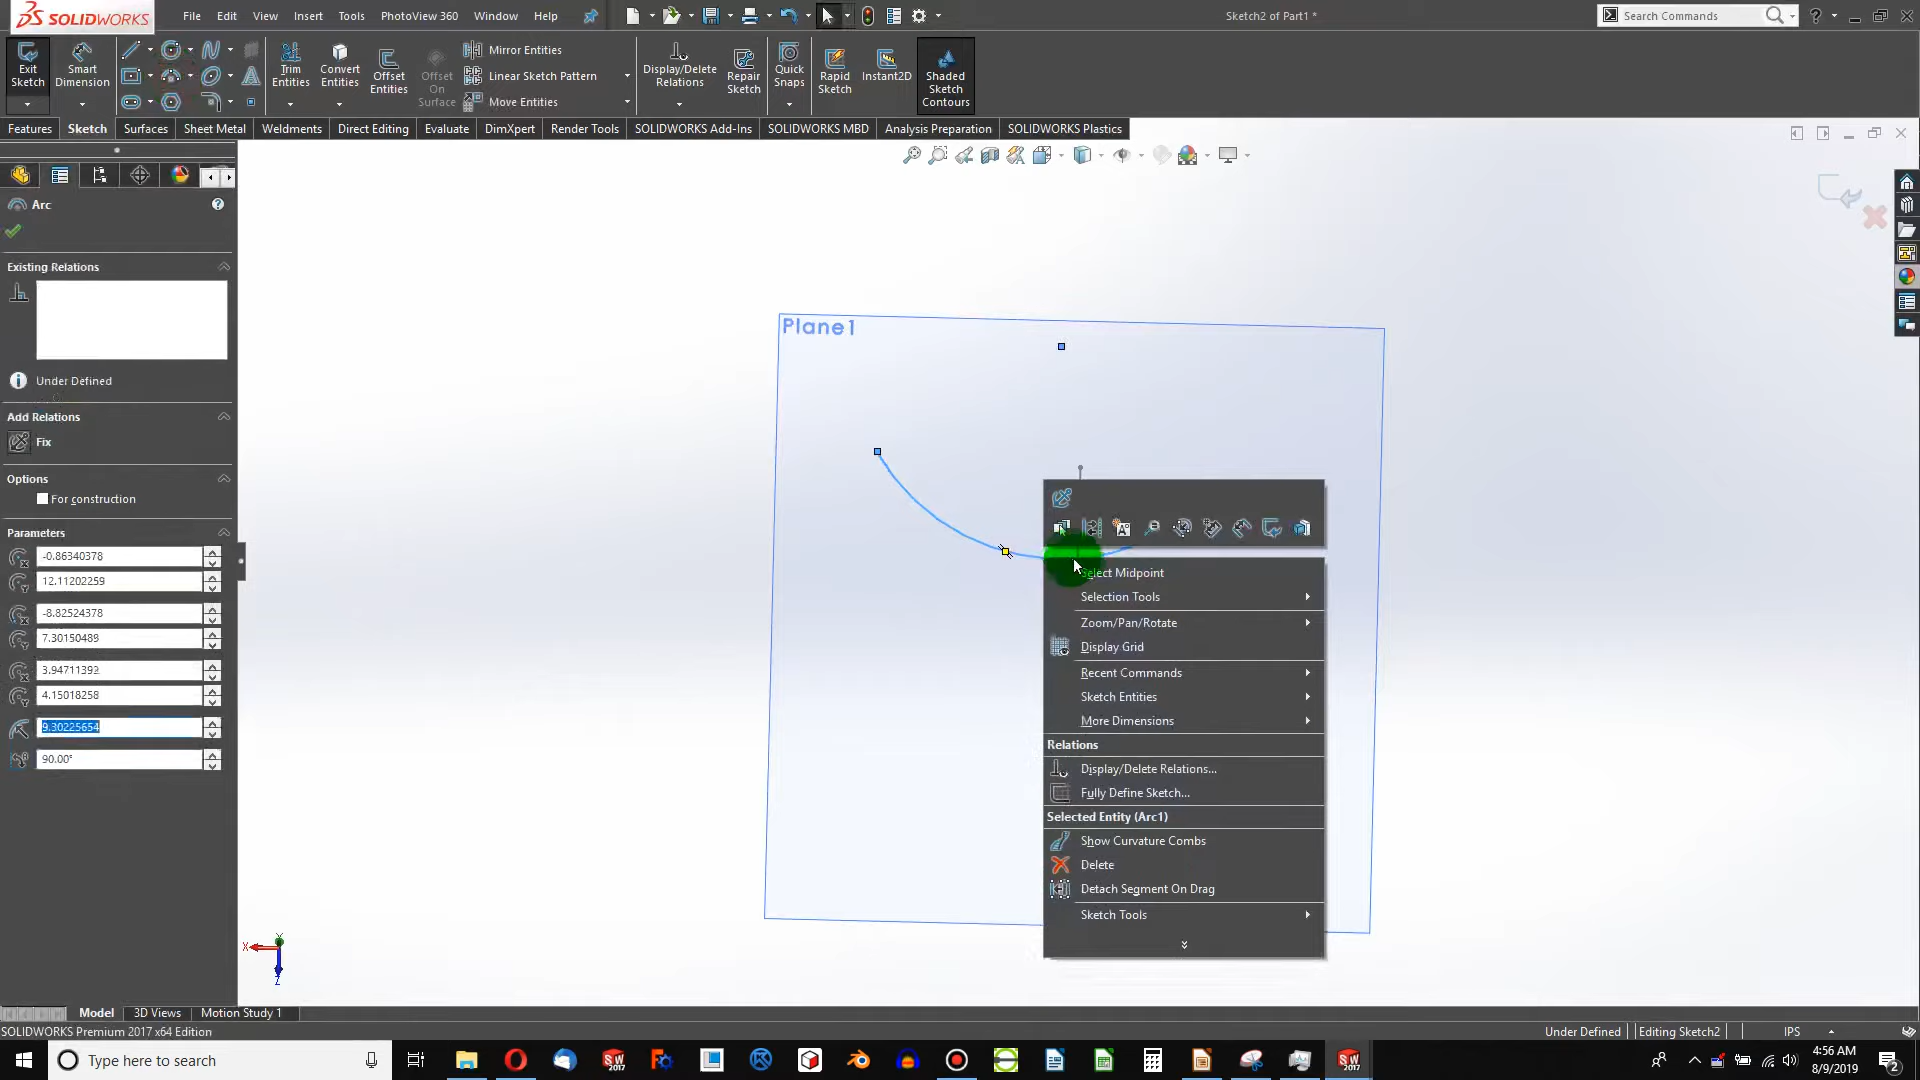 SOLIDWORKS
File Edit View Insert Tools PhotoView 360 Window Help
Sketch2 of Part1 *
Search Commands
Exit Sketch
Smart Dimension
Trim Entities
Convert Entities
Offset Entities
Offset On Surface
Mirror Entities
Linear Sketch Pattern
Move Entities
Display/Delete Relations
Repair Sketch
Quick Snaps
Rapid Sketch
Instant2D
Shaded Sketch Contours
Features Sketch Surfaces Sheet Metal Weldments Direct Editing Evaluate DimXpert Render Tools SOLIDWORKS Add-Ins SOLIDWORKS MBD Analysis Preparation SOLIDWORKS Plastics
Arc
Existing Relations
Under Defined
Add Relations
Fix
Options
For construction
Parameters
-0.86340378
12.11202259
-8.82524378
7.30150489
3.94711392
4.15018258
9.30225654
90.00°
Plane1
Select Midpoint
Selection Tools
Zoom/Pan/Rotate
Display Grid
Recent Commands
Sketch Entities
More Dimensions
Relations
Display/Delete Relations...
Fully Define Sketch...
Selected Entity (Arc1)
Show Curvature Combs
Delete
Detach Segment On Drag
Sketch Tools
X Y Z
Model 3D Views Motion Study 1
SOLIDWORKS Premium 2017 x64 Edition
Under Defined Editing Sketch2 IPS
Type here to search
4:56 AM
8/9/2019
2